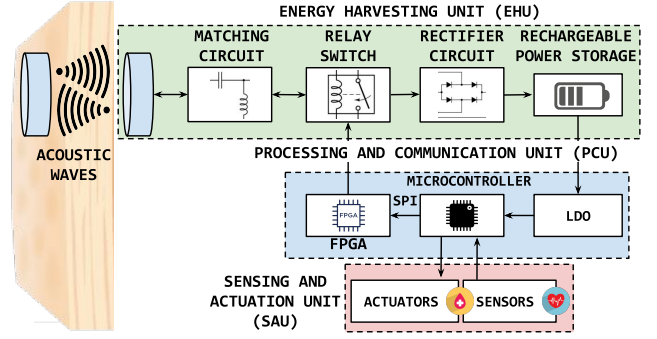 ENERGY HARVESTING UNIT (EHU)
MATCHING
CIRCUIT
RELAY
SWITCH
RECTIFIER
CIRCUIT
RECHARGEABLE
POWER STORAGE
ACOUSTIC
WAVES
PROCESSING AND COMMUNICATION UNIT (PCU)
MICROCONTROLLER
FPGA
SPI
LDO
FPGA
SENSING AND
ACTUATION UNIT
(SAU)
ACTUATORS
SENSORS